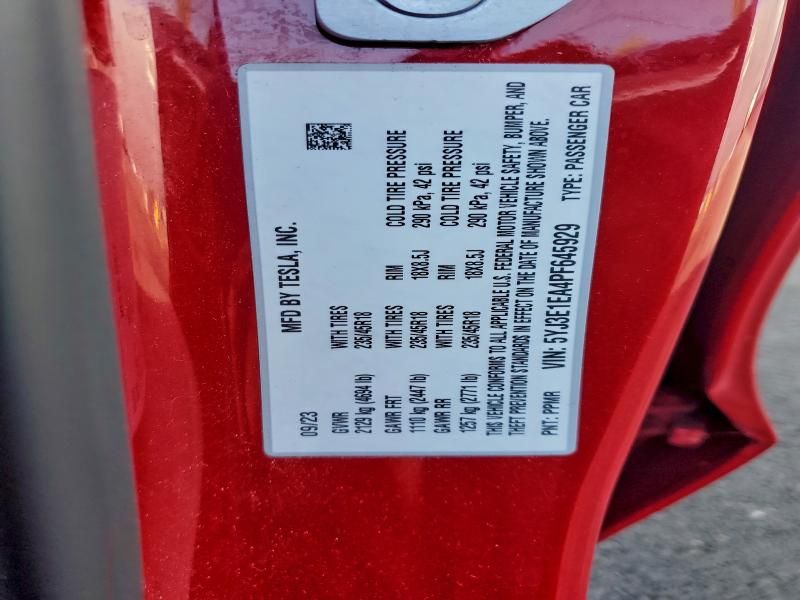 MFD BY TESLA, INC.
09/23
GVWR WITH TIRES
2129 kg (4694 lb) 235/45R18
GAWR FRT WITH TIRES RIM COLD TIRE PRESSURE
1110 kg (2447 lb) 235/45R18 18X8.5J 290 kPa, 42 psi
GAWR RR WITH TIRES RIM COLD TIRE PRESSURE
1257 kg (2771 lb) 235/45R18 18X8.5J 290 kPa, 42 psi
THIS VEHICLE CONFORMS TO ALL APPLICABLE U.S. FEDERAL MOTOR VEHICLE SAFETY, BUMPER, AND
THEFT PREVENTION STANDARDS IN EFFECT ON THE DATE OF MANUFACTURE SHOWN ABOVE.
PNT: PPMR VIN: 5YJ3E1EA4PF645929 TYPE: PASSENGER CAR